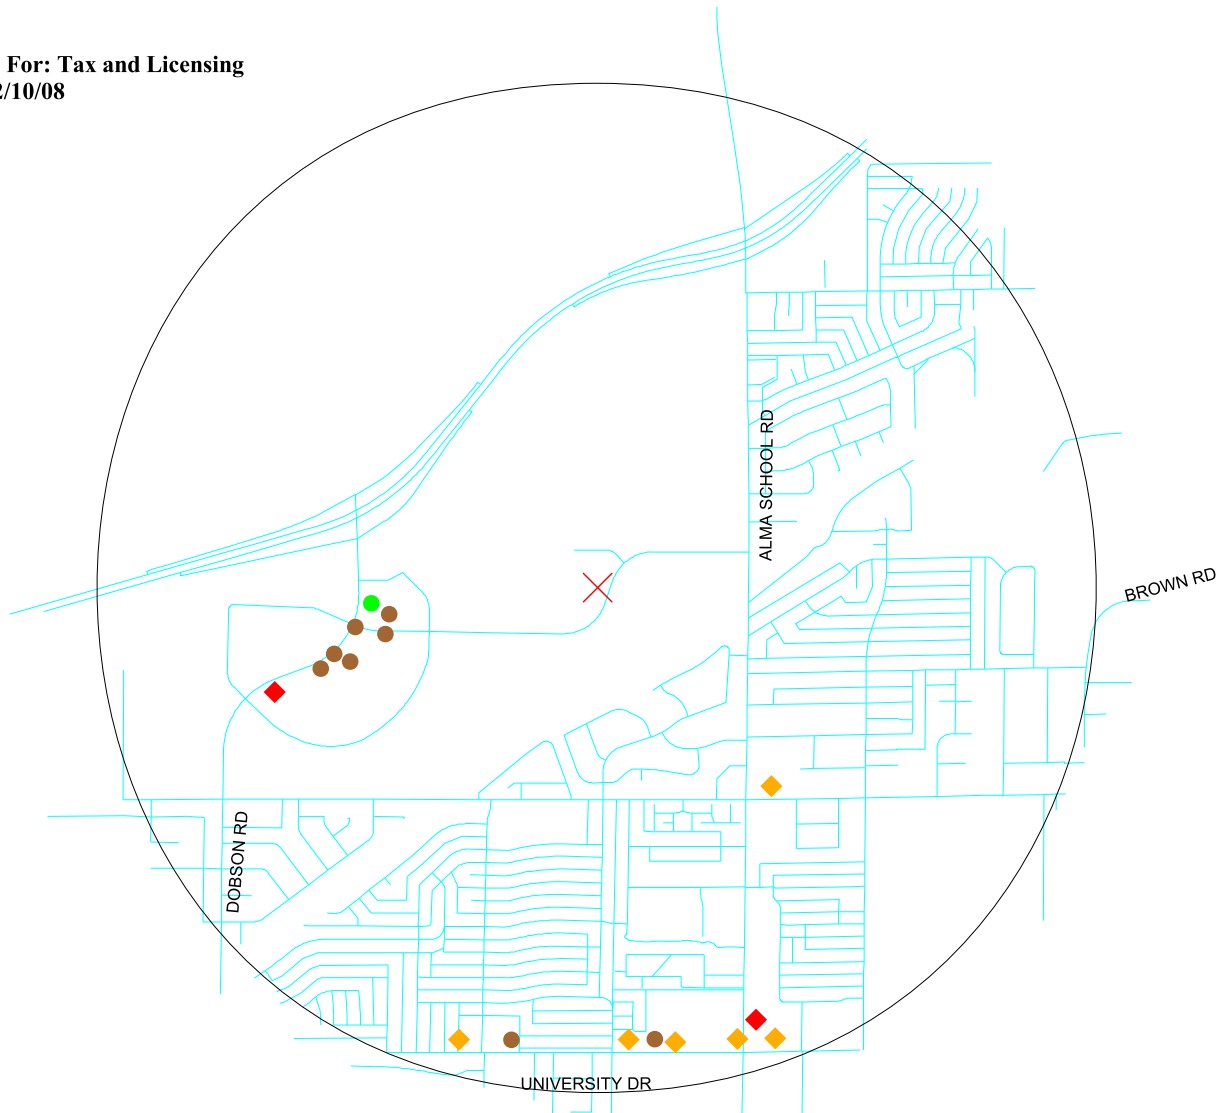 For: Tax and Licensing
2/10/08
ALMA SCHOOL RD
BROWN RD
DOBSON RD
UNIVERSITY DR